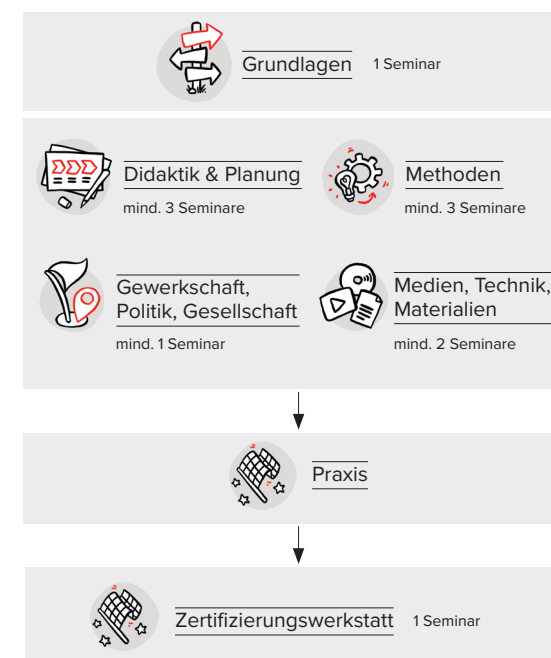 Grundlagen 1 Seminar
Didaktik & Planung
mind. 3 Seminare
Methoden
mind. 3 Seminare
Gewerkschaft,
Politik, Gesellschaft
mind. 1 Seminar
Medien, Technik,
Materialien
mind. 2 Seminare
Praxis
Zertifizierungswerkstatt 1 Seminar